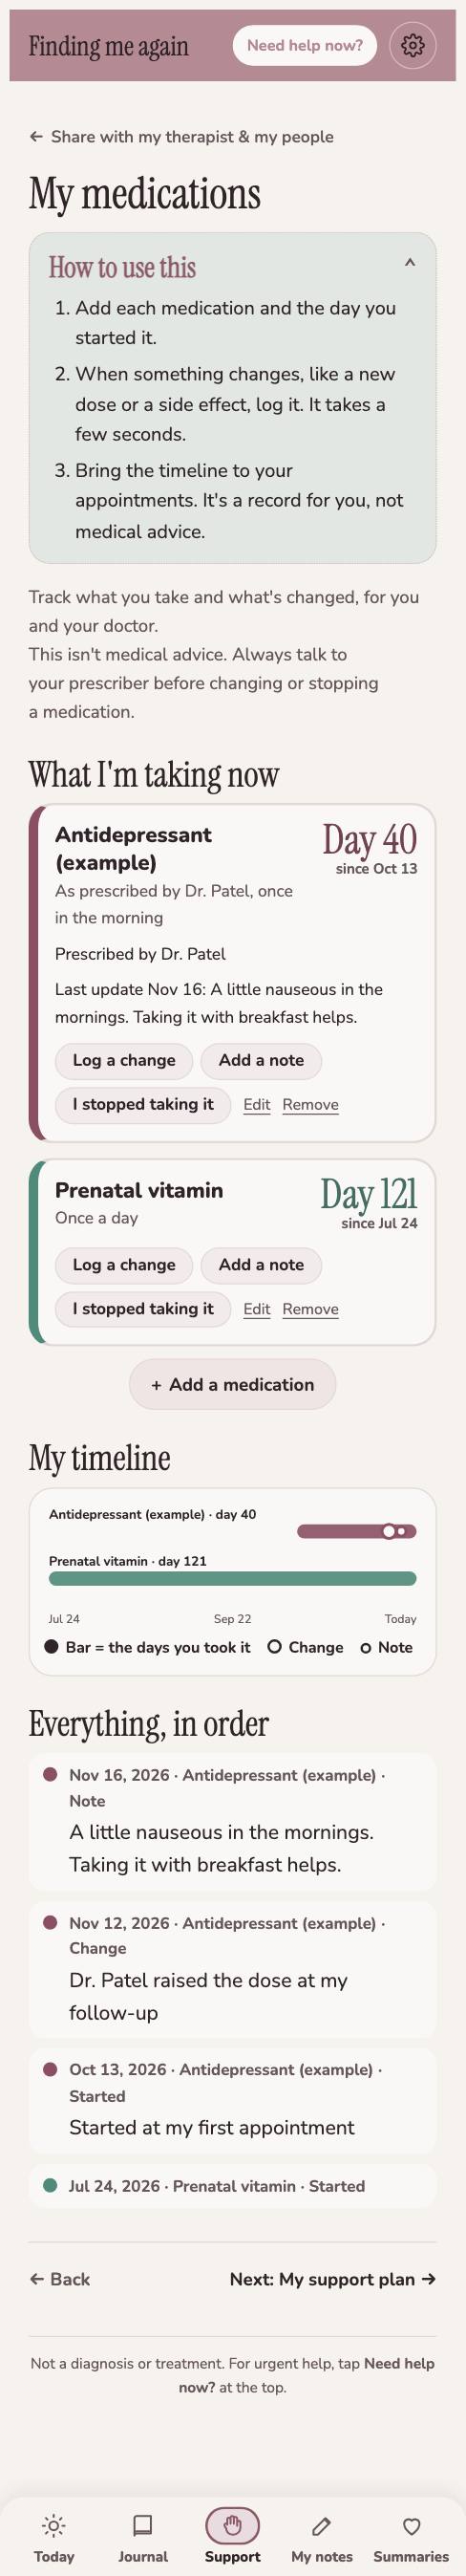 Finding me again
Need help now?
← Share with my therapist & my people
My medications
How to use this
1. Add each medication and the day you
started it.
2. When something changes, like a new
dose or a side effect, log it. It takes a
few seconds.
3. Bring the timeline to your
appointments. It's a record for you, not
medical advice.
Track what you take and what's changed, for you
and your doctor.
This isn't medical advice. Always talk to
your prescriber before changing or stopping
a medication.
What I'm taking now
Antidepressant
(example)
Day 40
since Oct 13
As prescribed by Dr. Patel, once
in the morning
Prescribed by Dr. Patel
Last update Nov 16: A little nauseous in the
mornings. Taking it with breakfast helps.
Log a change Add a note
I stopped taking it Edit Remove
Prenatal vitamin
Day 121
Once a day
since Jul 24
Log a change Add a note
I stopped taking it Edit Remove
+ Add a medication
My timeline
Antidepressant (example) · day 40
Prenatal vitamin · day 121
Jul 24 Sep 22 Today
Bar = the days you took it Change Note
Everything, in order
Nov 16, 2026 · Antidepressant (example) ·
Note
A little nauseous in the mornings.
Taking it with breakfast helps.
Nov 12, 2026 · Antidepressant (example) ·
Change
Dr. Patel raised the dose at my
follow-up
Oct 13, 2026 · Antidepressant (example) ·
Started
Started at my first appointment
Jul 24, 2026 · Prenatal vitamin · Started
← Back
Next: My support plan →
Not a diagnosis or treatment. For urgent help, tap Need help
now? at the top.
Today Journal Support My notes Summaries